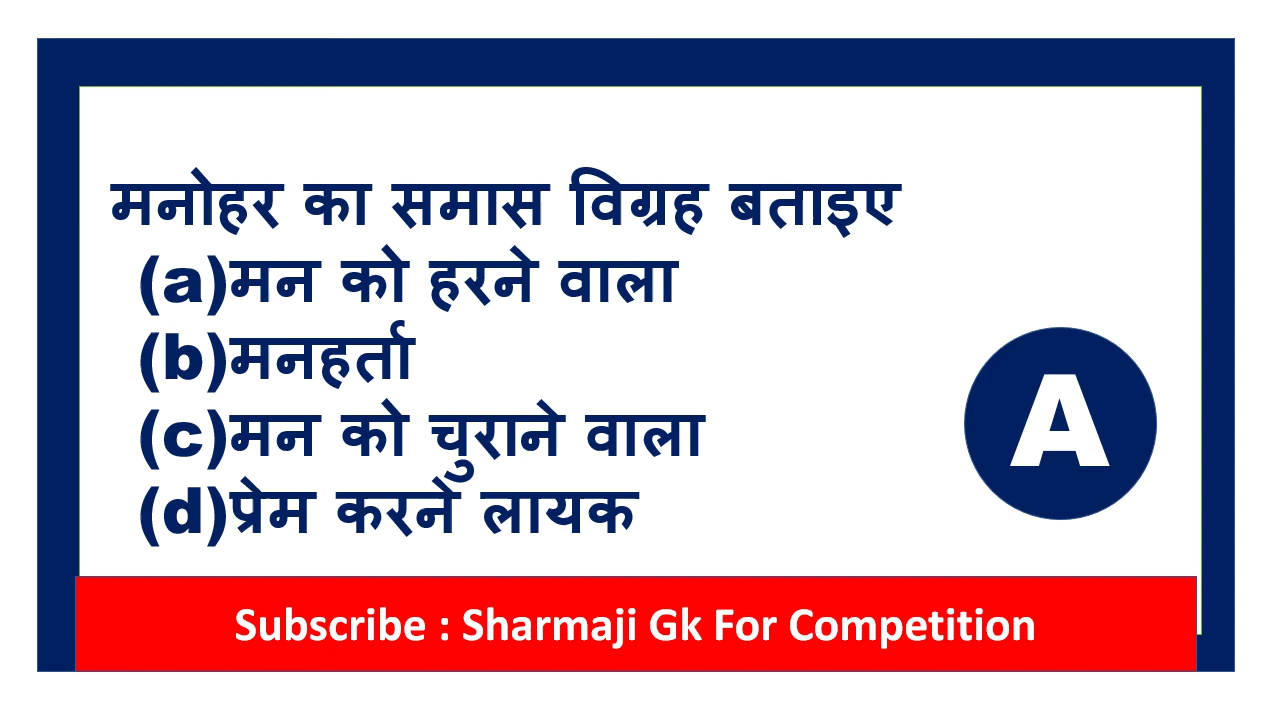 मनोहर का समास विग्रह बताइए
(a)मन को हरने वाला
(b)मनहर्ता
(c)मन को चुराने वाला
(d)प्रेम करने लायक
A
Subscribe : Sharmaji Gk For Competition